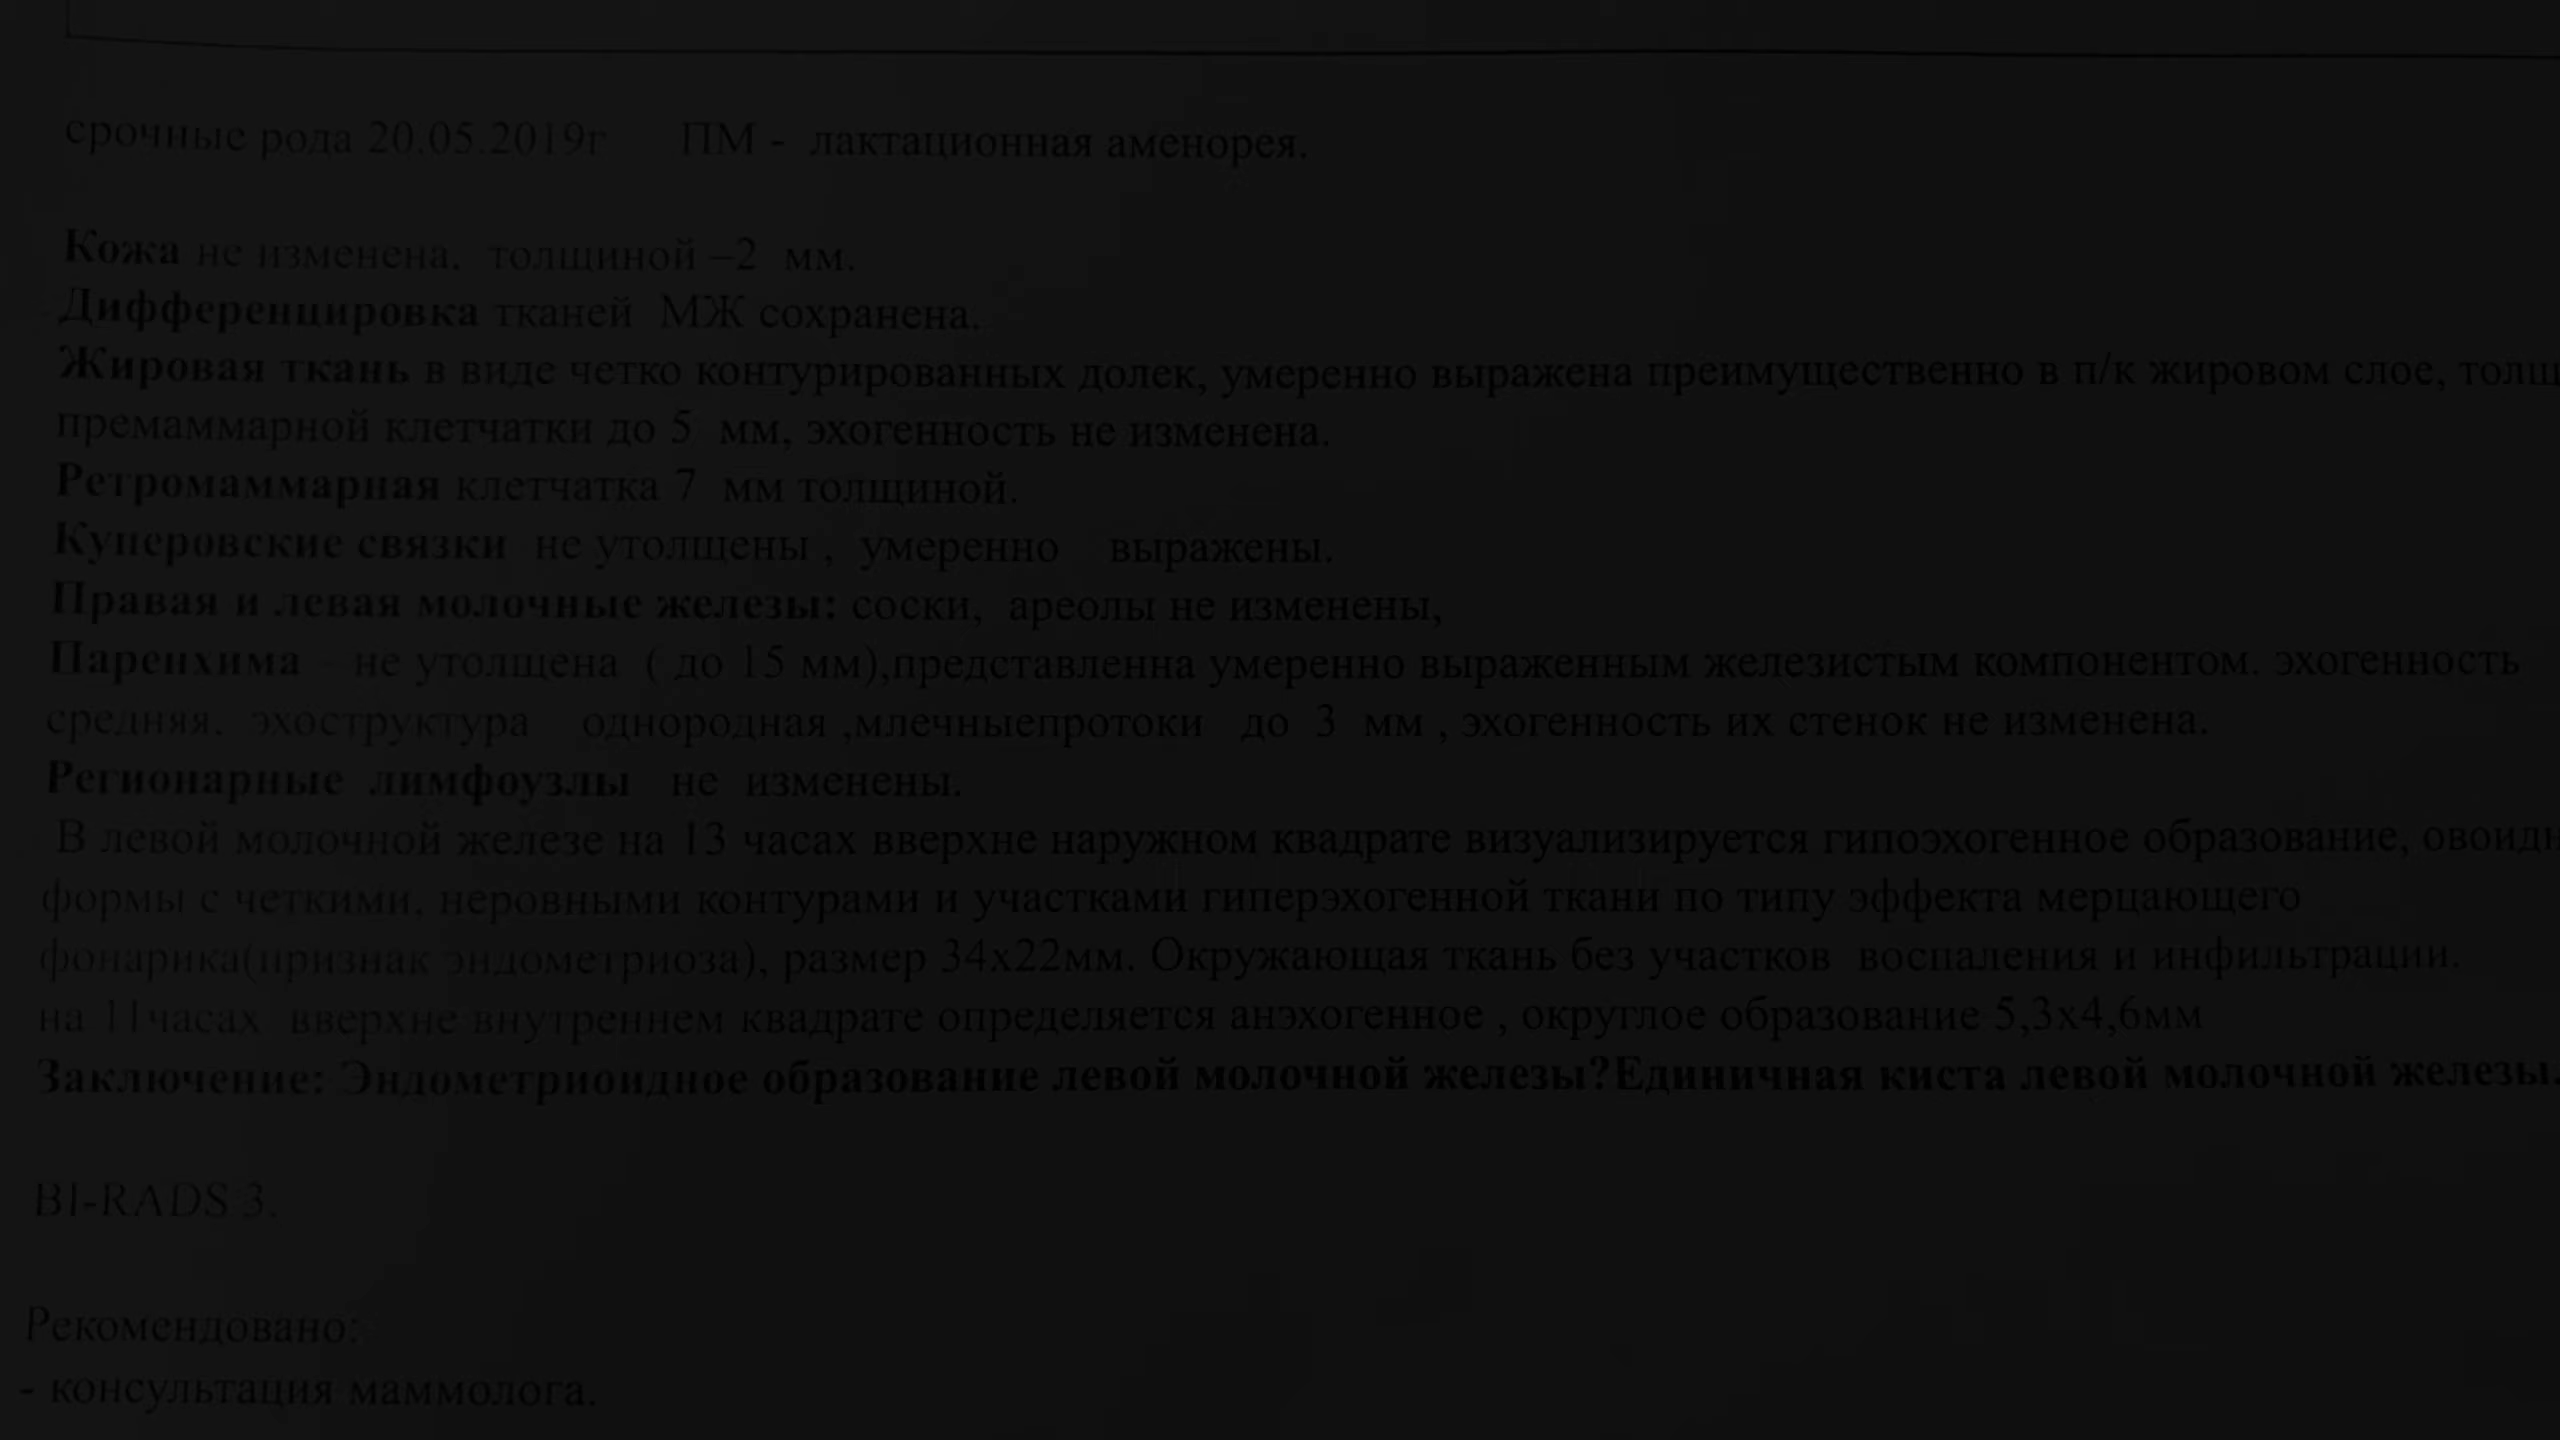 срочные рода 20.05.2019г ПМ - лактационная аменорея.
Кожа не изменена, толщиной –2 мм.
Дифференцировка тканей МЖ сохранена.
Жировая ткань в виде четко контурированных долек, умеренно выражена преимущественно в п/к жировом слое, толщ
премаммарной клетчатки до 5 мм, эхогенность не изменена.
Ретромаммарная клетчатка 7 мм толщиной.
Куперовские связки не утолщены , умеренно выражены.
Правая и левая молочные железы: соски, ареолы не изменены,
Паренхима – не утолщена ( до 15 мм),представленна умеренно выраженным железистым компонентом. эхогенность
средняя, эхоструктура однородная ,млечныепротоки до 3 мм , эхогенность их стенок не изменена.
Регионарные лимфоузлы не изменены.
В левой молочной железе на 13 часах вверхне наружном квадрате визуализируется гипоэхогенное образование, овоидн
формы с четкими, неровными контурами и участками гиперэхогенной ткани по типу эффекта мерцающего
фонарика(признак эндометриоза), размер 34х22мм. Окружающая ткань без участков воспаления и инфильтрации.
на 11часах вверхне внутреннем квадрате определяется анэхогенное , округлое образование 5,3х4,6мм
Заключение: Эндометриоидное образование левой молочной железы?Единичная киста левой молочной железы.
BI-RADS 3.
Рекомендовано:
- консультация маммолога.